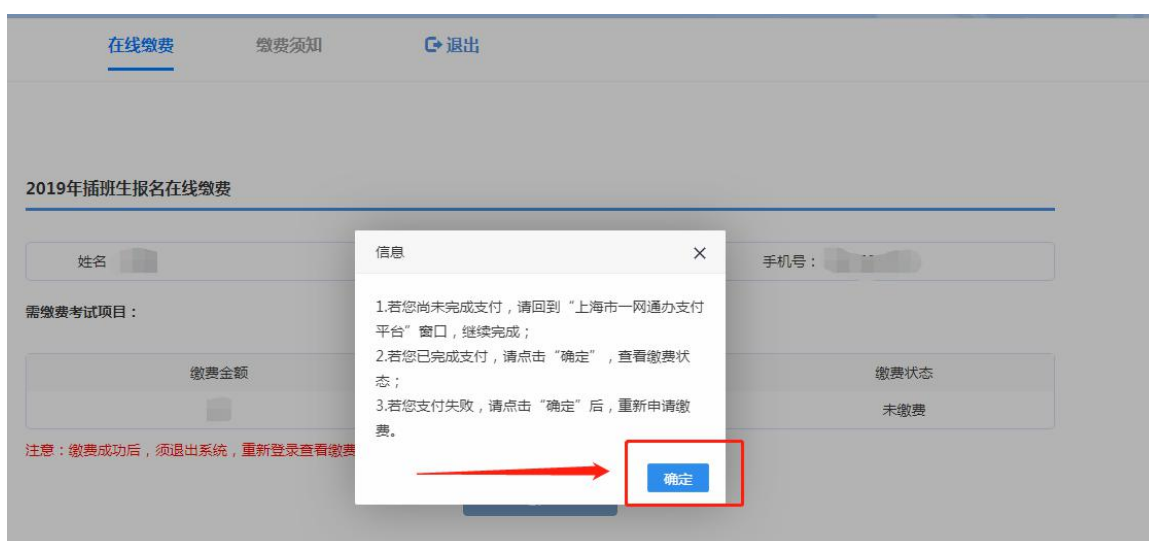 在线缴费 缴费须知 退出
2019年插班生报名在线缴费
姓名 手机号：
信息
1.若您尚未完成支付，请回到“上海市一网通办支付
平台”窗口，继续完成；
2.若您已完成支付，请点击“确定”，查看缴费状
态；
3.若您支付失败，请点击“确定”后，重新申请缴
费。
确定
需缴费考试项目：
缴费金额 缴费状态
未缴费
注意：缴费成功后，须退出系统，重新登录查看缴费